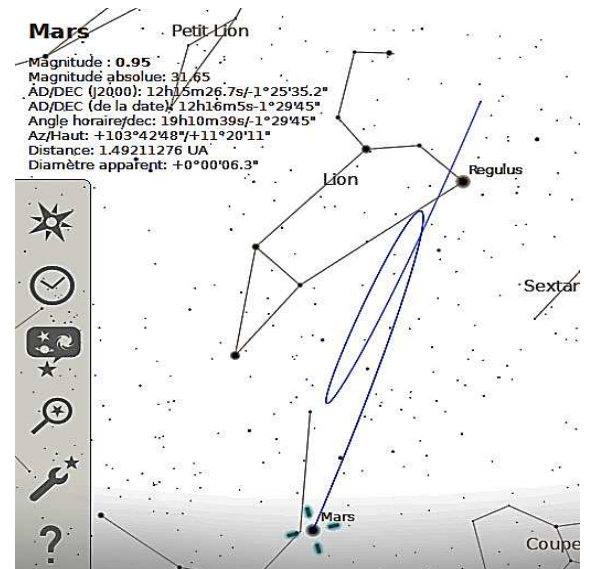 Mars
Petit Lion
Magnitude : 0.95
Magnitude absolue: 31.65
AD/DEC (J2000): 12h15m26.7s/-1°25'35.2"
AD/DEC (de la date): 12h16m5s-1°29'45"
Angle horaire/dec: 19h10m39s/-1°29'45"
Az/Haut: +103°42'48"/+11°20'11"
Distance: 1.49211276 UA
Diamètre apparent: +0°00'06.3"
Regulus
Lion
Sextan
Mars
Coupe